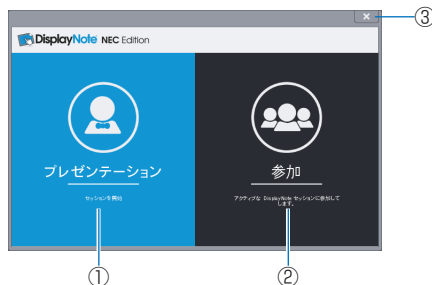 ③
DisplayNote NEC Edition
プレゼンテーション
セッションを開始
参加
アクティブな DisplayNote セッションに参加して
します。
①
②